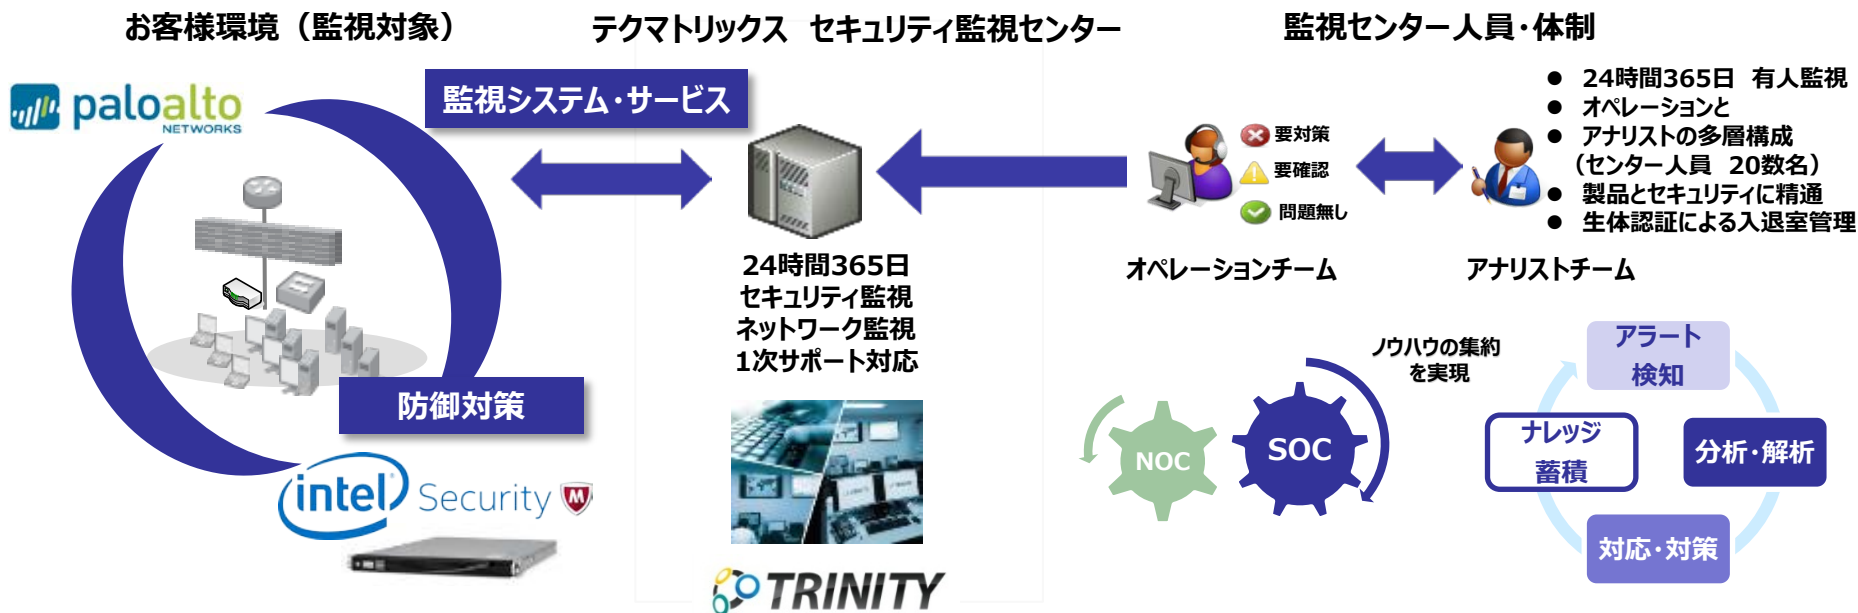 お客様環境（監視対象）
テクマトリックス セキュリティ監視センター
監視センター人員・体制
paloalto
NETWORKS
監視システム・サービス
防御対策
intel Security
24時間365日
セキュリティ監視
ネットワーク監視
1次サポート対応
TRINITY
要対策
要確認
問題無し
オペレーションチーム
アナリストチーム
● 24時間365日 有人監視
● オペレーションと
● アナリストの多層構成
（センター人員 20数名）
● 製品とセキュリティに精通
● 生体認証による入退室管理
NOC
SOC
ノウハウの集約
を実現
アラート
検知
分析・解析
対応・対策
ナレッジ
蓄積